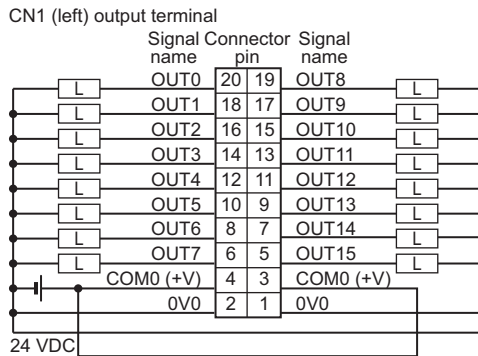 CN1 (left) output terminal
Signal name Connector pin Signal name
L OUT0 20 19 OUT8 L
L OUT1 18 17 OUT9 L
L OUT2 16 15 OUT10 L
L OUT3 14 13 OUT11 L
L OUT4 12 11 OUT12 L
L OUT5 10 9 OUT13 L
L OUT6 8 7 OUT14 L
L OUT7 6 5 OUT15 L
COM0 (+V) 4 3 COM0 (+V)
0V0 2 1 0V0
24 VDC